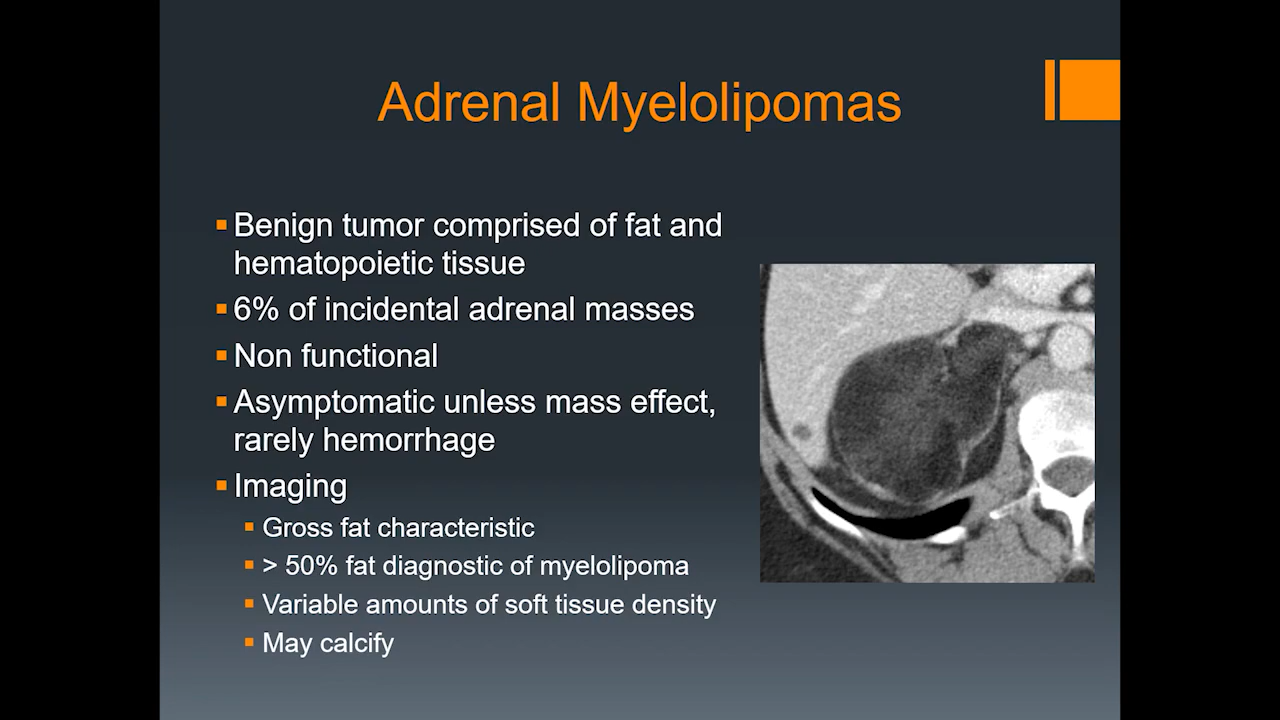 Adrenal Myelolipomas
Benign tumor comprised of fat and
hematopoietic tissue
6% of incidental adrenal masses
Non functional
Asymptomatic unless mass effect,
rarely hemorrhage
Imaging
Gross fat characteristic
> 50% fat diagnostic of myelolipoma
Variable amounts of soft tissue density
May calcify